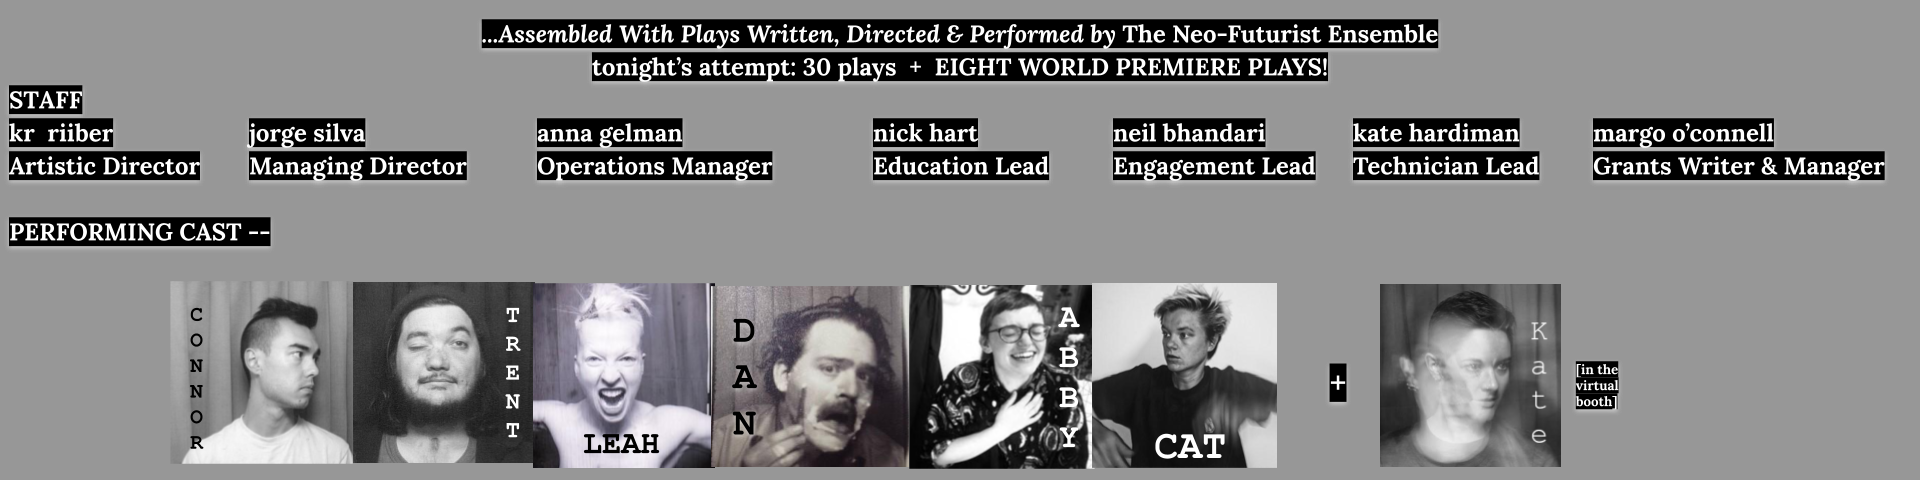 ...Assembled With Plays Written, Directed & Performed by The Neo-Futurist Ensemble
tonight's attempt: 30 plays + EIGHT WORLD PREMIERE PLAYS!
STAFF
kr riiber jorge silva anna gelman nick hart neil bhandari kate hardiman margo o'connell
Artistic Director Managing Director Operations Manager Education Lead Engagement Lead Technician Lead Grants Writer & Manager
PERFORMING CAST --
CONNOR
TRENT
LEAH
DAN
ABBY
CAT
+
Kate
[in the
virtual
booth]